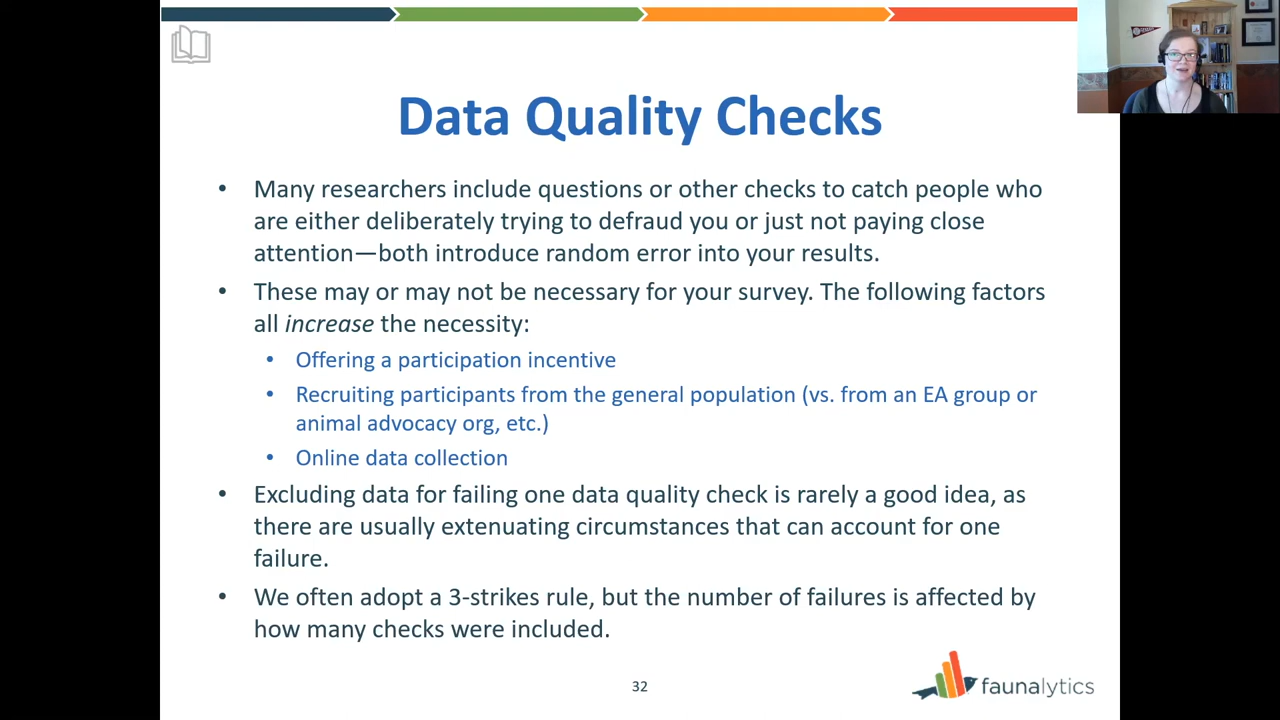 Data Quality Checks
• Many researchers include questions or other checks to catch people who
are either deliberately trying to defraud you or just not paying close
attention—both introduce random error into your results.
• These may or may not be necessary for your survey. The following factors
all increase the necessity:
• Offering a participation incentive
• Recruiting participants from the general population (vs. from an EA group or
animal advocacy org, etc.)
• Online data collection
• Excluding data for failing one data quality check is rarely a good idea, as
there are usually extenuating circumstances that can account for one
failure.
• We often adopt a 3-strikes rule, but the number of failures is affected by
how many checks were included.
32
faunalytics